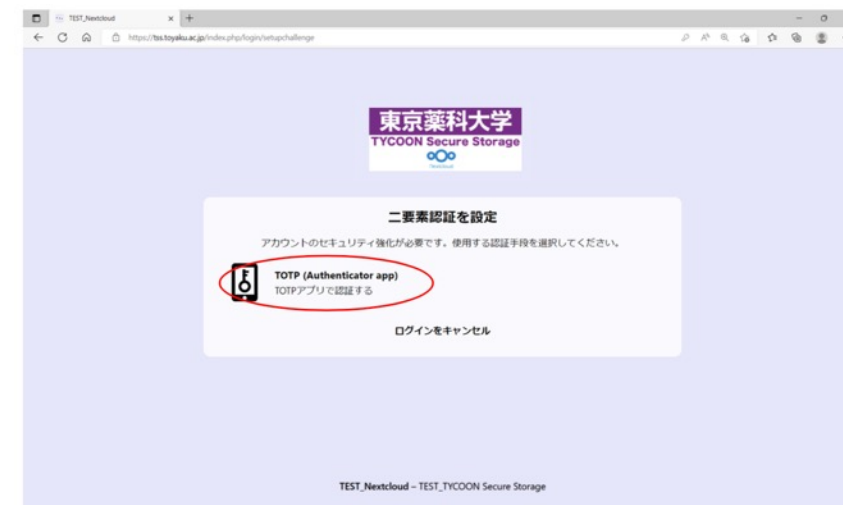 TEST_Nextcloud
https://tss.toyaku.ac.jp/index.php/login/setupchallenge
東京薬科大学
TYCOON Secure Storage
Nextcloud
二要素認証を設定
アカウントのセキュリティ強化が必要です。使用する認証手段を選択してください。
TOTP (Authenticator app)
TOTPアプリで認証する
ログインをキャンセル
TEST_Nextcloud – TEST_TYCOON Secure Storage